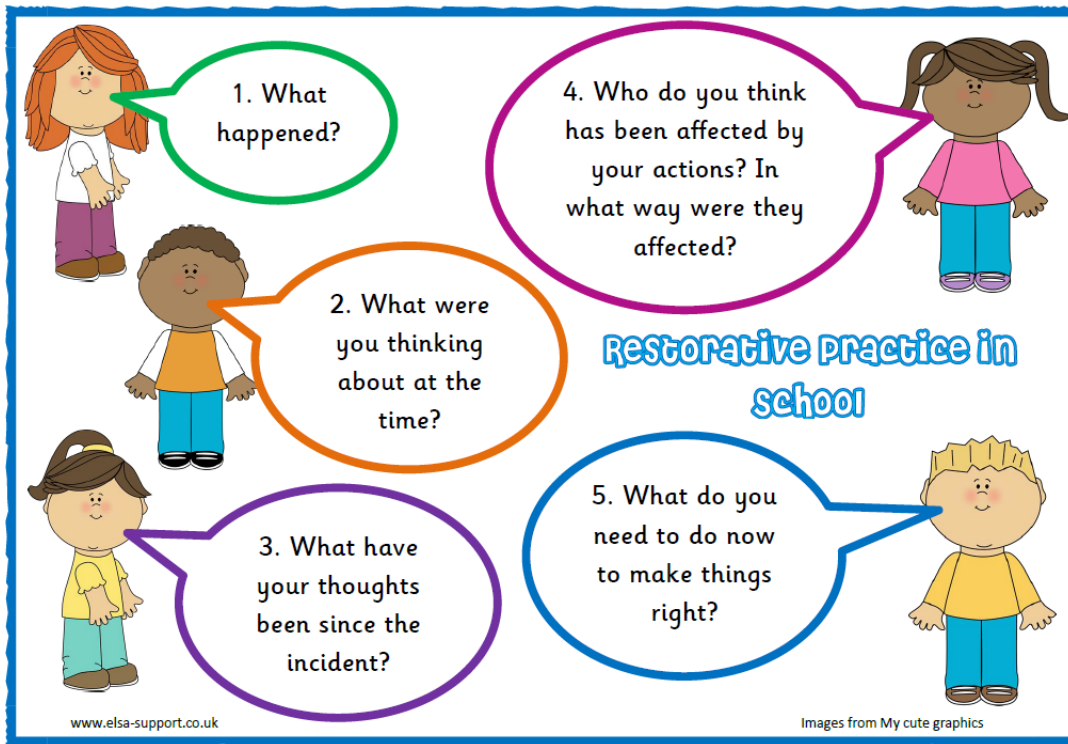 1. What
happened?
2. What were
you thinking
about at the
time?
3. What have
your thoughts
been since the
incident?
4. Who do you think
has been affected by
your actions? In
what way were they
affected?
Restorative Practice in
school
5. What do you
need to do now
to make things
right?
www.elsa-support.co.uk
Images from My cute graphics